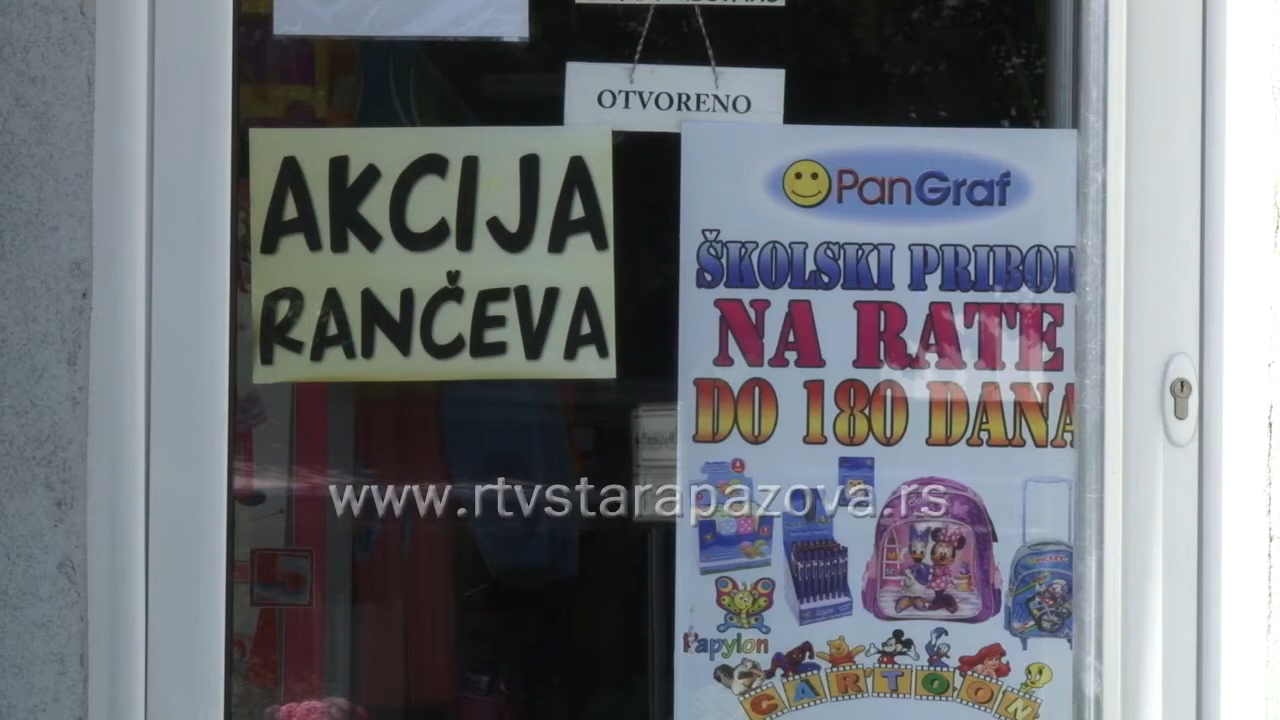 OTVORENO
AKCIJA
RANČEVA
PanGraf
ŠKOLSKI PRIBOR
NA RATE
DO 180 DANA
www.rtvstarapazova.rs
Papylon
CARTOON